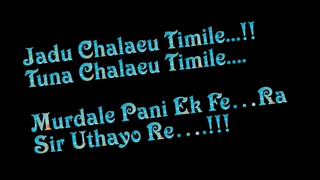 Jadu Chalaeu Timile...!!
Tuna Chalaeu Timile....
Murdale Pani Ek Fe...Ra
Sir Uthayo Re....!!!